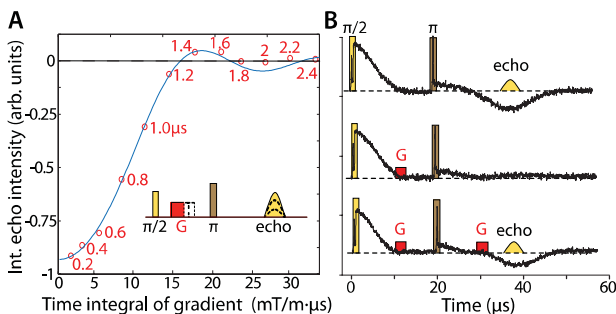 A
B
Int. echo intensity (arb. units)
0
-0.25
-0.5
-0.75
-1
0 5 10 15 20 25 30
Time integral of gradient (mT/m·µs)
0.2
0.4
0.6
0.8
1.0µs
1.2
1.4
1.6
1.8
2
2.2
2.4
π/2 G π echo
π/2 π
echo
G
G G echo
0 20 40 60
Time (µs)